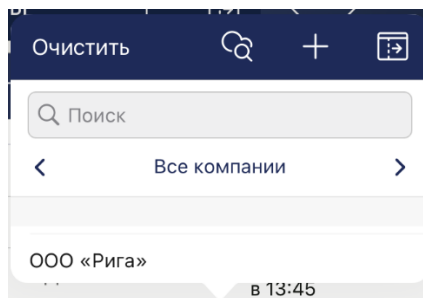 Очистить
Поиск
Все компании
ООО «Рига»
в 13:45